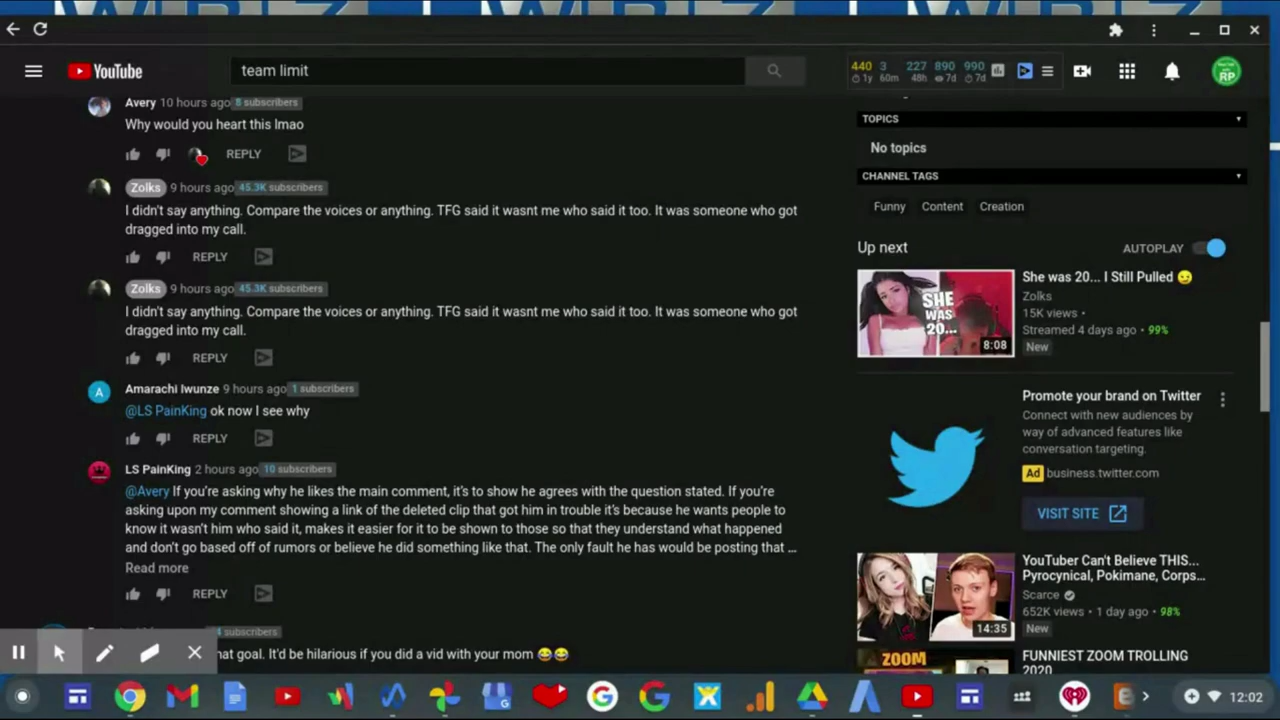 YouTube
team limit
440 3 227 890 990
1y 60m 48h 7d 7d
RP
Avery 10 hours ago 8 subscribers
Why would you heart this lmao
REPLY
Zolks 9 hours ago 45.3K subscribers
I didn't say anything. Compare the voices or anything. TFG said it wasnt me who said it too. It was someone who got
dragged into my call.
REPLY
Zolks 9 hours ago 45.3K subscribers
I didn't say anything. Compare the voices or anything. TFG said it wasnt me who said it too. It was someone who got
dragged into my call.
REPLY
Amarachi Iwunze 9 hours ago 1 subscribers
@LS PainKing ok now I see why
REPLY
LS PainKing 2 hours ago 10 subscribers
@Avery If you're asking why he likes the main comment, it's to show he agrees with the question stated. If you're
asking upon my comment showing a link of the deleted clip that got him in trouble it's because he wants people to
know it wasn't him who said it, makes it easier for it to be shown to those so that they understand what happened
and don't go based off of rumors or believe he did something like that. The only fault he has would be posting that ...
Read more
REPLY
subscribers
hat goal. It'd be hilarious if you did a vid with your mom 😂😂
TOPICS
No topics
CHANNEL TAGS
Funny Content Creation
Up next
AUTOPLAY
SHE
WAS
20...
8:08
She was 20... I Still Pulled 😉
Zolks
15K views •
Streamed 4 days ago • 99%
New
Promote your brand on Twitter
Connect with new audiences by
way of advanced features like
conversation targeting.
Ad business.twitter.com
VISIT SITE
14:35
YouTuber Can't Believe THIS...
Pyrocynical, Pokimane, Corps...
Scarce
652K views • 1 day ago • 98%
New
ZOOM
FUNNIEST ZOOM TROLLING
2020
12:02